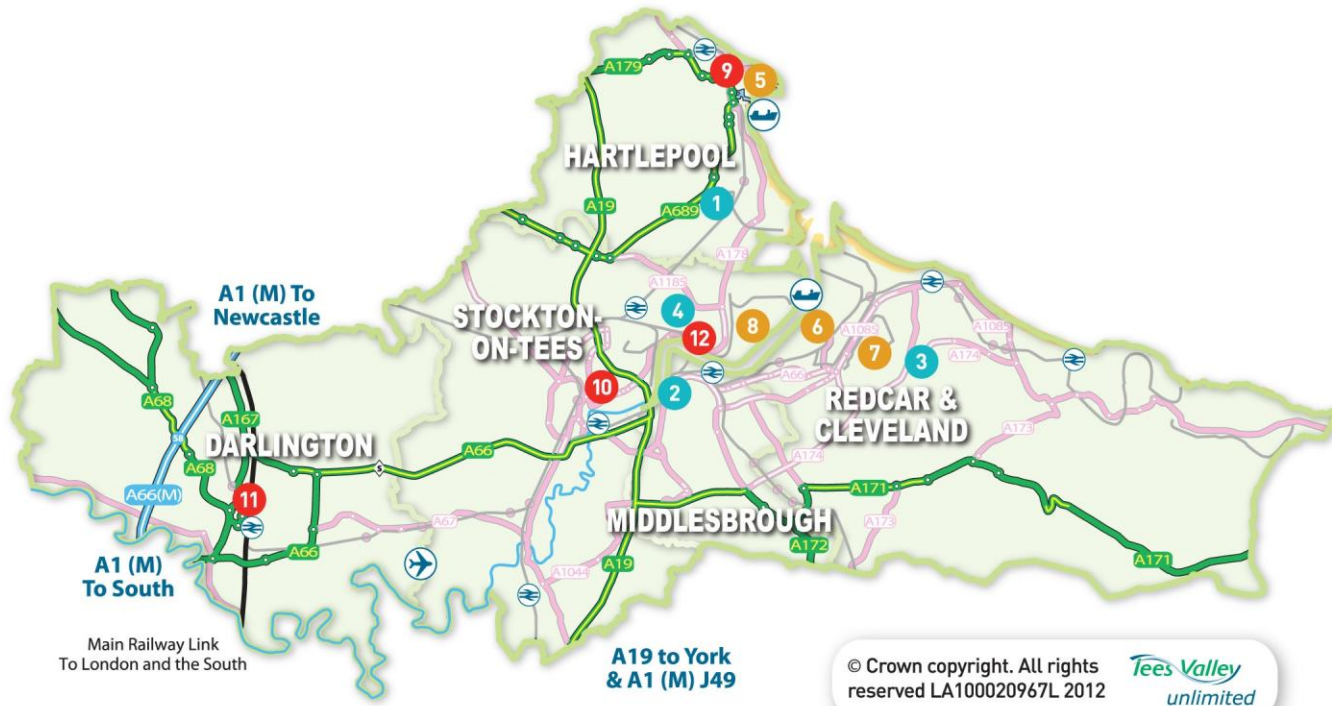 A179
9
5
HARTLEPOOL
1
A19
A689
A178
A1185
A1 (M) To
Newcastle
STOCKTON-
ON-TEES
4
12
8
6
A1085
7
3
A174
A1085
A68
A167
58
10
2
A66
REDCAR &
CLEVELAND
DARLINGTON
A66
A68
A66(M)
11
A174
A173
A171
MIDDLESBROUGH
A67
A66
A172
A173
A171
A1 (M)
To South
A1044
A19
Main Railway Link
To London and the South
A19 to York
& A1 (M) J49
© Crown copyright. All rights
reserved LA100020967L 2012
Tees Valley
unlimited